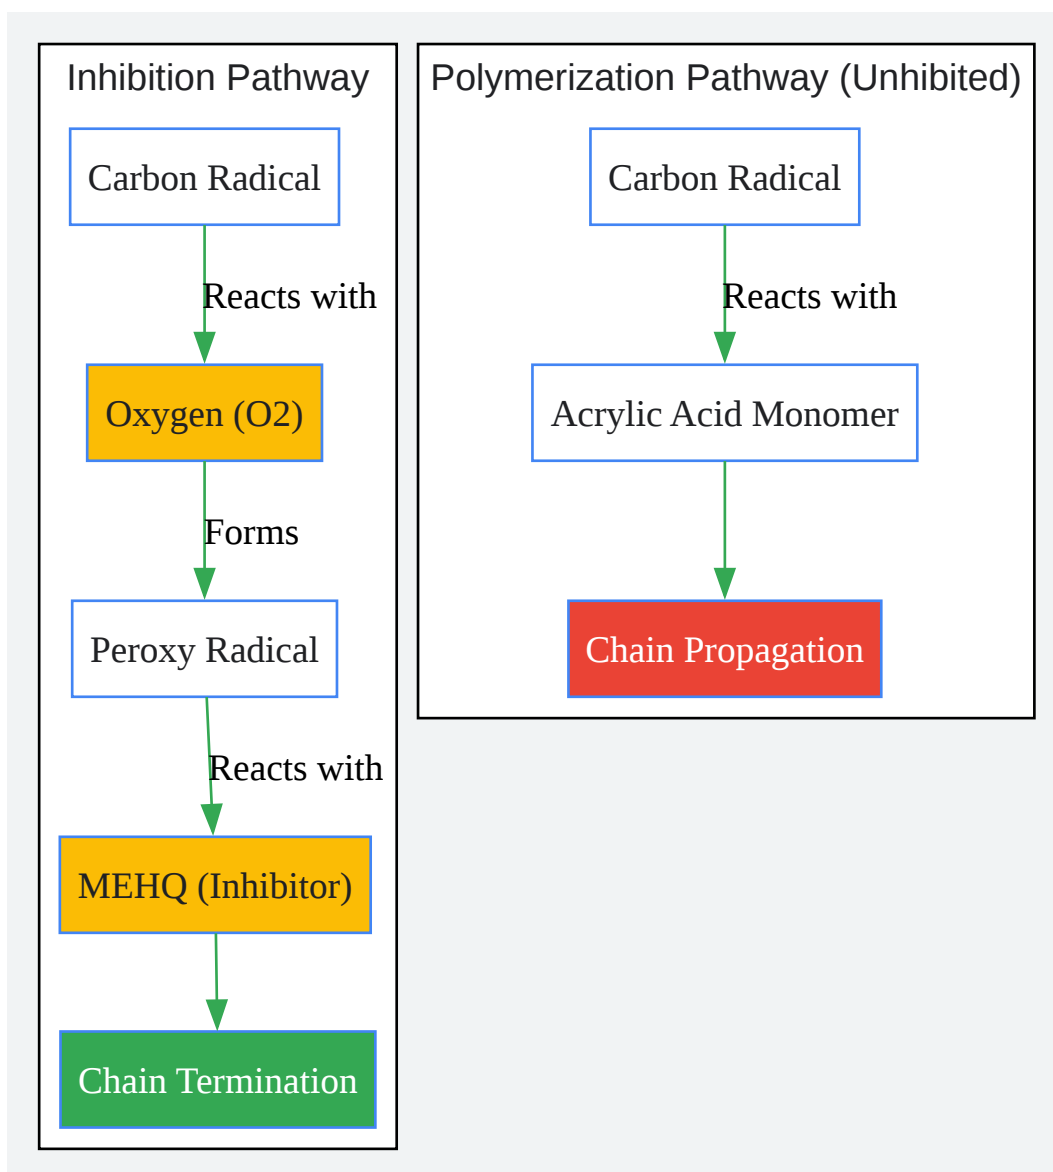 Inhibition Pathway
Carbon Radical
Reacts with
Oxygen (O2)
Forms
Peroxy Radical
Reacts with
MEHQ (Inhibitor)
Chain Termination
Polymerization Pathway (Unhibited)
Carbon Radical
Reacts with
Acrylic Acid Monomer
Chain Propagation